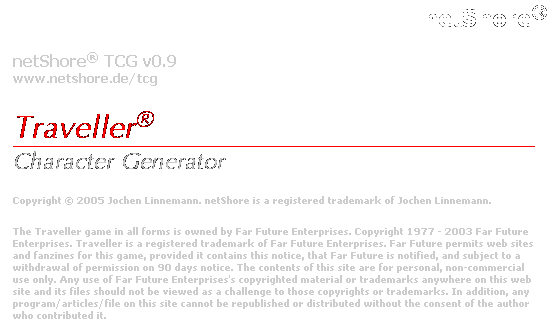 netShore®
netShore® TCG v0.9
www.netshore.de/tcg
Traveller®
Character Generator
Copyright © 2005 Jochen Linnemann. netShore is a registered trademark of Jochen Linnemann.
The Traveller game in all forms is owned by Far Future Enterprises. Copyright 1977 - 2003 Far Future
Enterprises. Traveller is a registered trademark of Far Future Enterprises. Far Future permits web sites
and fanzines for this game, provided it contains this notice, that Far Future is notified, and subject to a
withdrawal of permission on 90 days notice. The contents of this site are for personal, non-commercial
use only. Any use of Far Future Enterprises's copyrighted material or trademarks anywhere on this web
site and its files should not be viewed as a challenge to those copyrights or trademarks. In addition, any
program/articles/file on this site cannot be republished or distributed without the consent of the author
who contributed it.